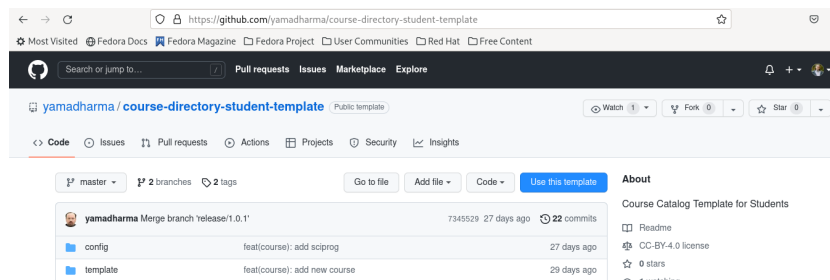 https://github.com/yamadharma/course-directory-student-template
Most Visited Fedora Docs Fedora Magazine Fedora Project User Communities Red Hat Free Content
Search or jump to... / Pull requests Issues Marketplace Explore
yamadharma / course-directory-student-template Public template Watch 1 Fork 0 Star 0
Code Issues Pull requests Actions Projects Security Insights
master 2 branches 2 tags Go to file Add file Code Use this template About
Course Catalog Template for Students
yamadharma Merge branch 'release/1.0.1' 7345529 27 days ago 22 commits
Readme
config feat(course): add sciprog 27 days ago
CC-BY-4.0 license
0 stars
template feat(course): add new course 29 days ago
1 watching